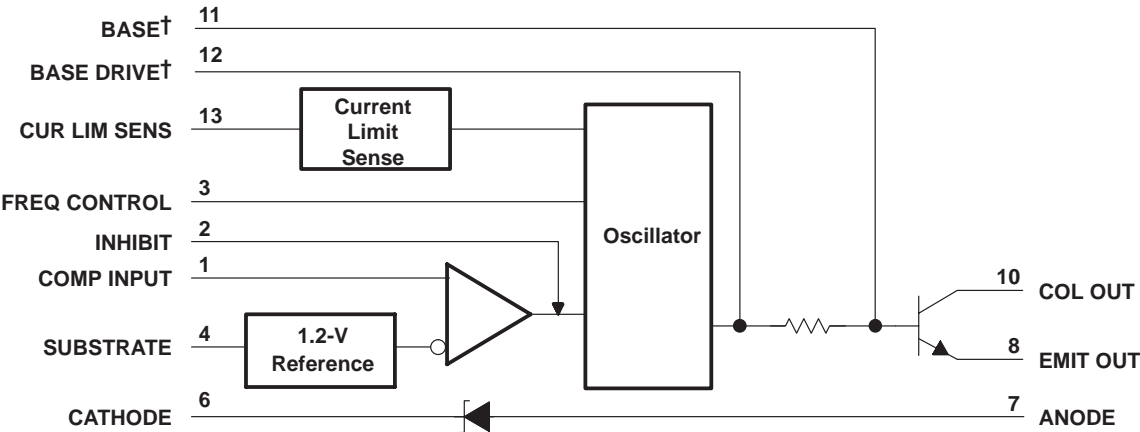 BASE† 11
BASE DRIVE† 12
CUR LIM SENS 13
Current
Limit
Sense
FREQ CONTROL 3
INHIBIT 2
COMP INPUT 1
Oscillator
SUBSTRATE 4
1.2-V
Reference
10 COL OUT
8 EMIT OUT
CATHODE 6
7 ANODE